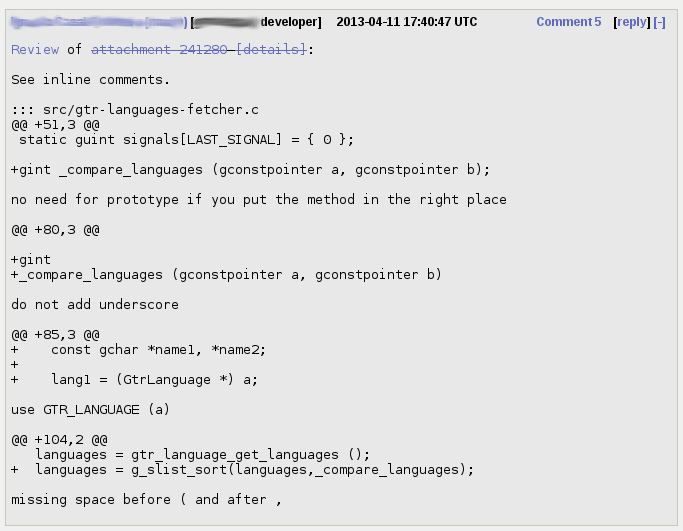 [ developer] 2013-04-11 17:40:47 UTC Comment 5 [reply] [-]
Review of attachment 241280 [details]:
See inline comments.
::: src/gtr-languages-fetcher.c
@@ +51,3 @@
static guint signals[LAST_SIGNAL] = { 0 };
+gint _compare_languages (gconstpointer a, gconstpointer b);
no need for prototype if you put the method in the right place
@@ +80,3 @@
+gint
+_compare_languages (gconstpointer a, gconstpointer b)
do not add underscore
@@ +85,3 @@
+    const gchar *name1, *name2;
+
+    lang1 = (GtrLanguage *) a;
use GTR_LANGUAGE (a)
@@ +104,2 @@
   languages = gtr_language_get_languages ();
+  languages = g_slist_sort(languages,_compare_languages);
missing space before ( and after ,